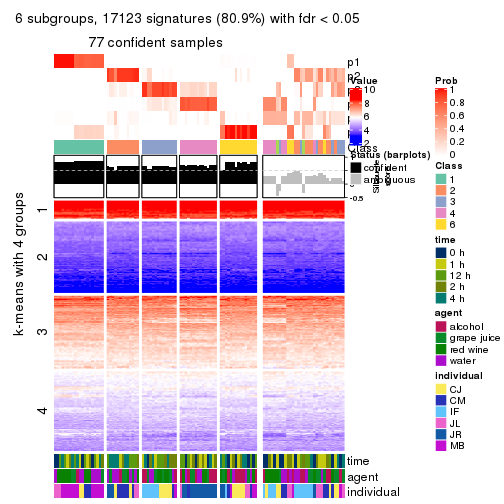 6 subgroups, 17123 signatures (80.9%) with fdr < 0.05
77 confident samples
p1
p2
Class
k-means with 4 groups
1
2
3
4
Value
10
8
6
4
2
Status (barplots)
confident
ambiguous
-0.5
Prob
1
0.8
0.6
0.4
0.2
0
Class
1
2
3
4
6
time
0 h
1 h
12 h
2 h
4 h
agent
alcohol
grape juice
red wine
water
individual
CJ
CM
IF
JL
JR
MB
time
agent
individual